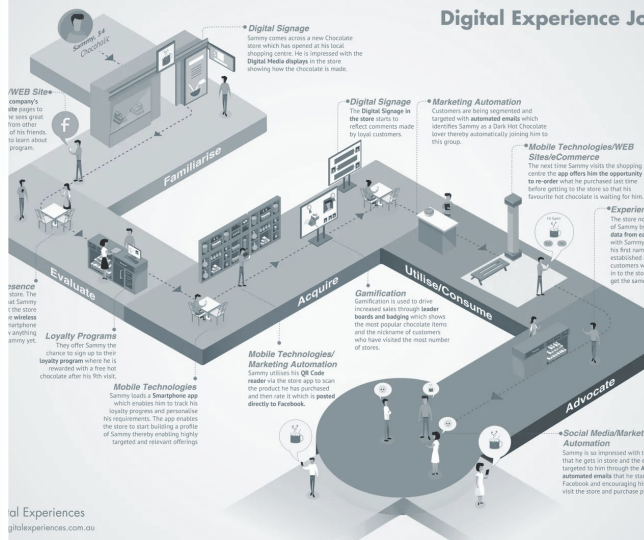 Digital Experience Jo
Sammy, 34
Chocoholic
Digital Signage
Sammy comes across a new Chocolate
store which has opened at his local
shopping centre. He is impressed with the
Digital Media displays in the store
showing how the chocolate is made.
/WEB Site
company's
ite pages to
he sees great
from other
of his friends.
to learn about
program.
Familiarise
Digital Signage
The Digital Signage in
the store starts to
reflect comments made
by loyal customers.
Marketing Automation
Customers are being segmented and
targeted with automated emails which
identifies Sammy as a Dark Hot Chocolate
lover thereby automatically joining him to
this group.
Mobile Technologies/WEB
Sites/eCommerce
The next time Sammy visits the shopping
centre the app offers him the opportunity
to re-order what he purchased last time
before getting to the store so that his
favourite hot chocolate is waiting for him.
Experien
The store no
of Sammy b
data from ea
with Sammy
his first nam
established
customers w
in to the sto
get the same
Hi Sam!
esence
store. The
at Sammy
t the store
e wireless
martphone
anything
ammy yet.
Evaluate
Loyalty Programs
They offer Sammy the
chance to sign up to their
loyalty program where he is
rewarded with a free hot
chocolate after his 9th visit.
Mobile Technologies
Sammy loads a Smartphone app
which enables him to track his
loyalty progress and personalise
his requirements. The app enables
the store to start building a profile
of Sammy thereby enabling highly
targeted and relevant offerings
Acquire
Mobile Technologies/
Marketing Automation
Sammy utilises his QR Code
reader via the store app to scan
the product he has purchased
and then rate it which is posted
directly to Facebook.
Gamification
Gamification is used to drive
increased sales through leader
boards and badging which shows
the most popular chocolate items
and the nickname of customers
who have visited the most number
of stores.
Utilise/Consume
Advocate
Social Media/Market
Automation
Sammy is so impressed with t
that he gets in store and the e
targeted to him through the A
automated emails that he star
Facebook and encouraging his
visit the store and purchase p
al Experiences
gitalexperiences.com.au